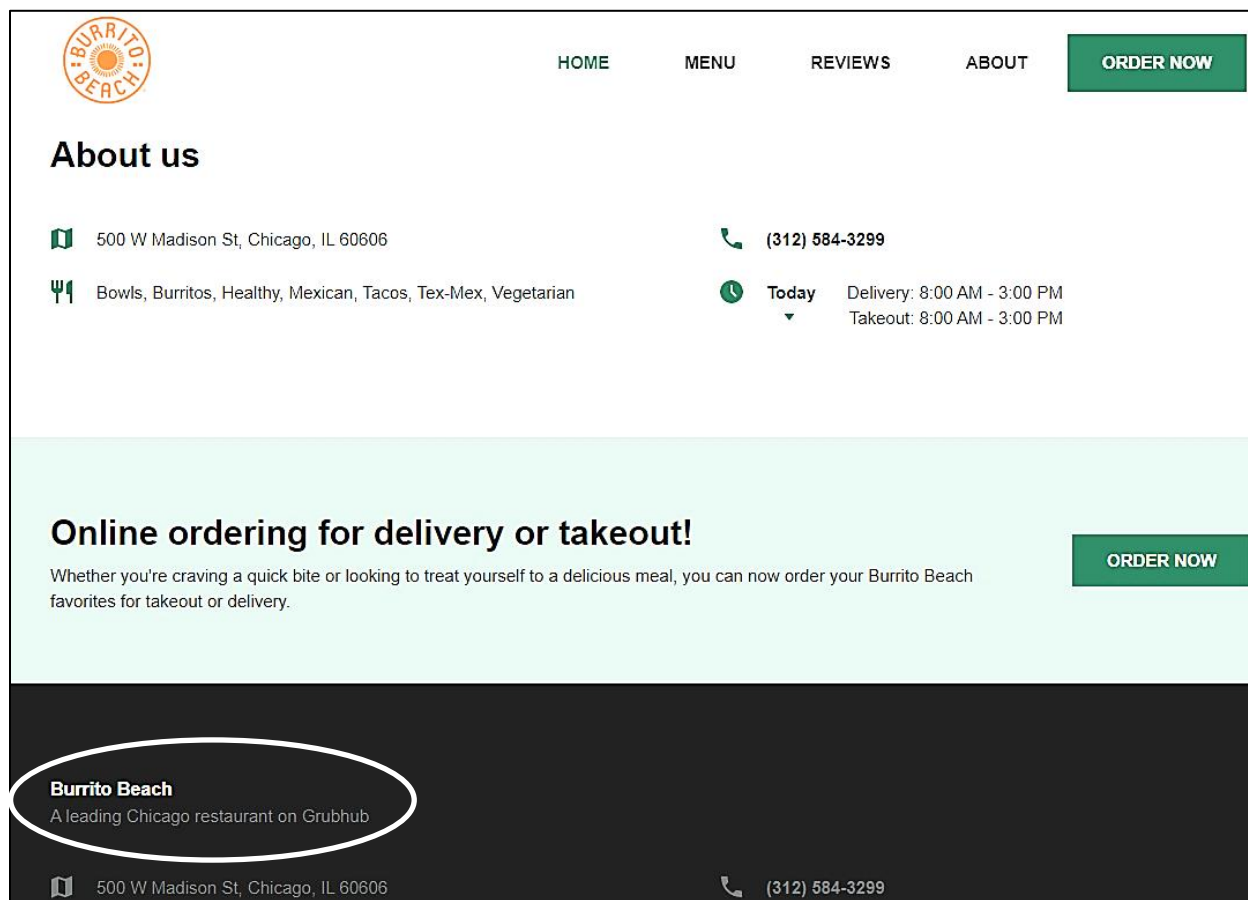 BURRITO BEACH
HOME MENU REVIEWS ABOUT ORDER NOW
About us
500 W Madison St, Chicago, IL 60606
(312) 584-3299
Bowls, Burritos, Healthy, Mexican, Tacos, Tex-Mex, Vegetarian
Today Delivery: 8:00 AM - 3:00 PM
Takeout: 8:00 AM - 3:00 PM
Online ordering for delivery or takeout!
Whether you're craving a quick bite or looking to treat yourself to a delicious meal, you can now order your Burrito Beach
favorites for takeout or delivery.
ORDER NOW
Burrito Beach
A leading Chicago restaurant on Grubhub
500 W Madison St, Chicago, IL 60606
(312) 584-3299